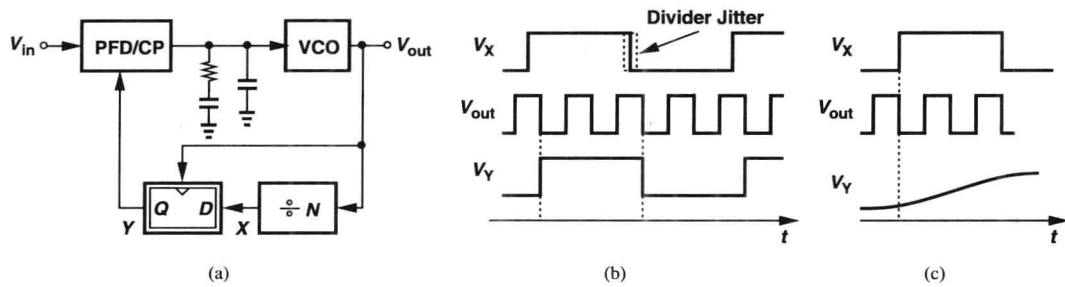 V_in
PFD/CP
VCO
V_out
Q D
÷ N
Y
X
(a)
Divider Jitter
V_X
V_out
V_Y
t
(b)
V_X
V_out
V_Y
t
(c)